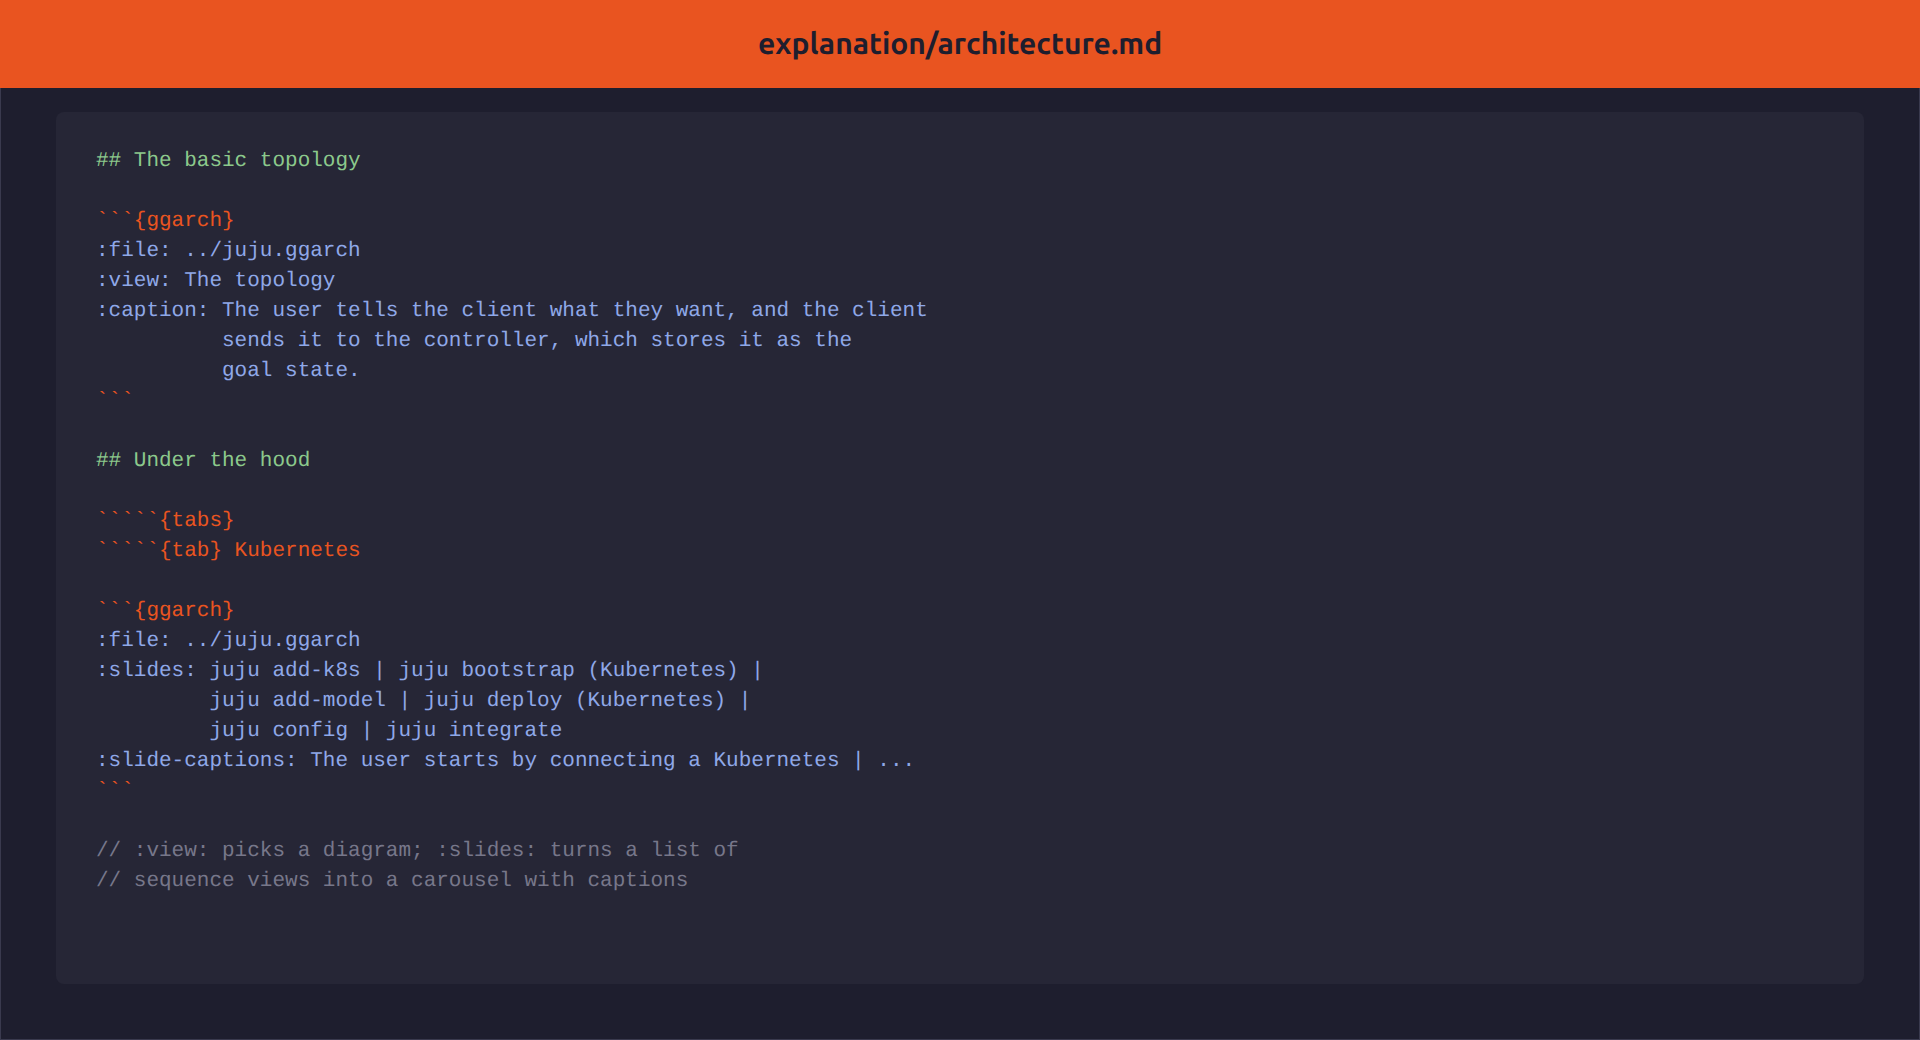 explanation/architecture.md
## The basic topology
```{ggarch}
:file: ../juju.ggarch
:view: The topology
:caption: The user tells the client what they want, and the client
          sends it to the controller, which stores it as the
          goal state.
```
## Under the hood
`````{tabs}
`````{tab} Kubernetes
```{ggarch}
:file: ../juju.ggarch
:slides: juju add-k8s | juju bootstrap (Kubernetes) |
         juju add-model | juju deploy (Kubernetes) |
         juju config | juju integrate
:slide-captions: The user starts by connecting a Kubernetes | ...
```
// :view: picks a diagram; :slides: turns a list of
// sequence views into a carousel with captions